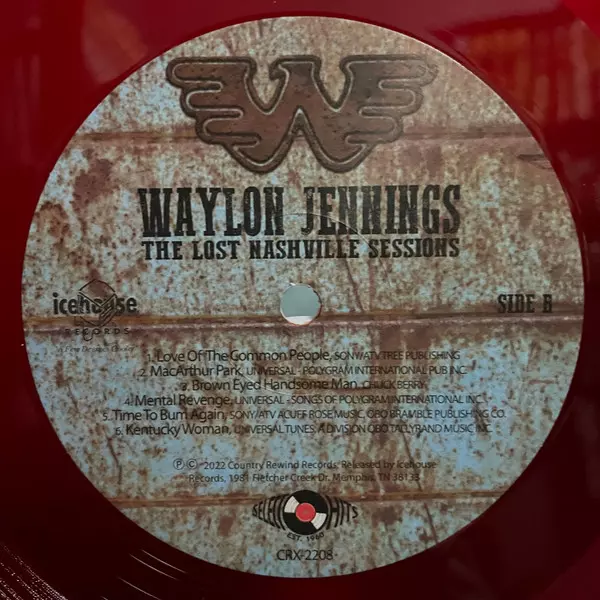 WAYLON JENNINGS
THE LOST NASHVILLE SESSIONS
icehouse
RECORDS
SIDE B
1. Love Of The Common People, SONY/ATV TREE PUBLISHING
2. MacArthur Park, UNIVERSAL - POLYGRAM INTERNATIONAL PUB INC.
3. Brown Eyed Handsome Man, CHUCK BERRY
4. Mental Revenge, UNIVERSAL - SONGS OF POLYGRAM INTERNATIONAL
5. Time To Burn Again, SONY/ATV ACUFF ROSE MUSIC, OBO BRAMBLE PUBLISHING CO.
6. Kentucky Woman, UNIVERSAL TUNES, A DIVISION OBO TALLYRAND MUSIC INC.
Ⓟ © 2022 Country Rewind Records, Released by Icehouse
Records, 1981 Fletcher Creek Dr. Memphis, TN 38133
SELECT HITS
EST. 1960
CRX-2208